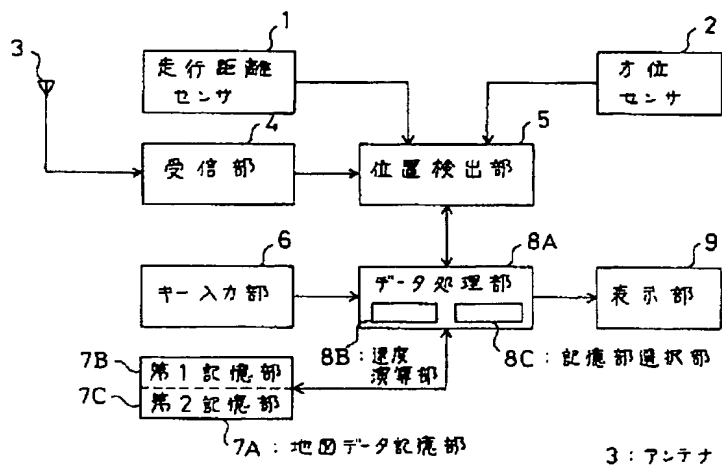 1
走行距離
センサ
2
方位
センサ
3
4
受信部
5
位置検出部
6
キー入力部
8A
データ処理部
9
表示部
8B:速度
演算部
8C:記憶部選択部
7B
第1記憶部
7C
第2記憶部
7A:地図データ記憶部
3:アンテナ